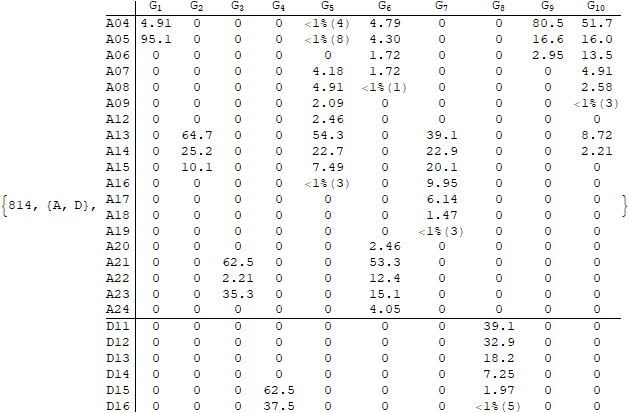 G₁ G₂ G₃ G₄ G₅ G₆ G₇ G₈ G₉ G₁₀
A04 4.91 0 0 0 <1%(4) 4.79 0 0 80.5 51.7
A05 95.1 0 0 0 <1%(8) 4.30 0 0 16.6 16.0
A06 0 0 0 0 0 1.72 0 0 2.95 13.5
A07 0 0 0 0 4.18 1.72 0 0 0 4.91
A08 0 0 0 0 4.91 <1%(1) 0 0 0 2.58
A09 0 0 0 0 2.09 0 0 0 0 <1%(3)
A12 0 0 0 0 2.46 0 0 0 0 0
A13 0 64.7 0 0 54.3 0 39.1 0 0 8.72
A14 0 25.2 0 0 22.7 0 22.9 0 0 2.21
A15 0 10.1 0 0 7.49 0 20.1 0 0 0
A16 0 0 0 0 <1%(3) 0 9.95 0 0 0
{814, {A, D}, A17 0 0 0 0 0 0 6.14 0 0 0 }
A18 0 0 0 0 0 0 1.47 0 0 0
A19 0 0 0 0 0 0 <1%(3) 0 0 0
A20 0 0 0 0 0 2.46 0 0 0 0
A21 0 0 62.5 0 0 53.3 0 0 0 0
A22 0 0 2.21 0 0 12.4 0 0 0 0
A23 0 0 35.3 0 0 15.1 0 0 0 0
A24 0 0 0 0 0 4.05 0 0 0 0
D11 0 0 0 0 0 0 0 39.1 0 0
D12 0 0 0 0 0 0 0 32.9 0 0
D13 0 0 0 0 0 0 0 18.2 0 0
D14 0 0 0 0 0 0 0 7.25 0 0
D15 0 0 0 62.5 0 0 0 1.97 0 0
D16 0 0 0 37.5 0 0 0 <1%(5) 0 0